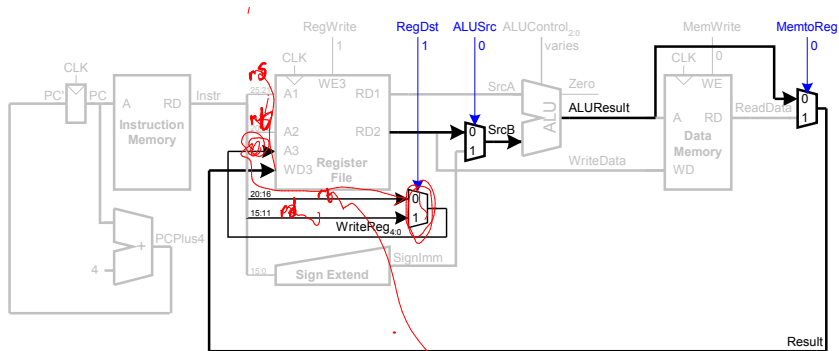 RegWrite
1
RegDst
1
ALUSrc
0
ALUControl2:0
varies
MemWrite
0
MemtoReg
0
CLK
PC'
PC
A
RD
Instruction
Memory
Instr
rs
25:21
CLK
WE3
A1
RD1
A2
RD2
A3
WD3
Register
File
rt
SrcA
0
1
SrcB
Zero
ALU
ALUResult
WriteData
CLK
WE
A
RD
Data
Memory
WD
ReadData
0
1
20:16
rt
0
15:11
rd
1
WriteReg4:0
PCPlus4
+
4
15:0
Sign Extend
SignImm
Result